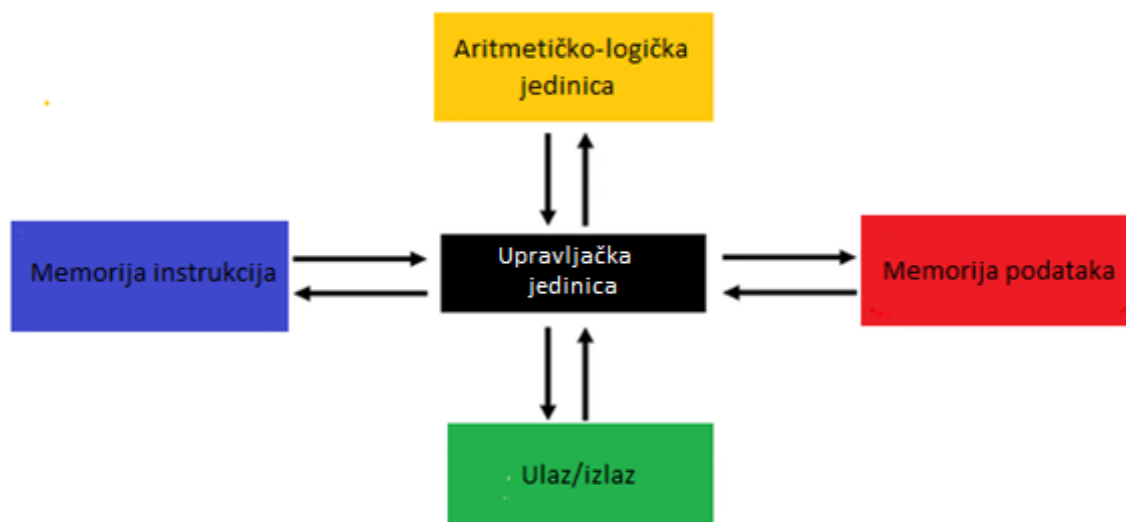 Aritmetičko-logička
jedinica
Memorija instrukcija
Upravljačka
jedinica
Memorija podataka
Ulaz/izlaz